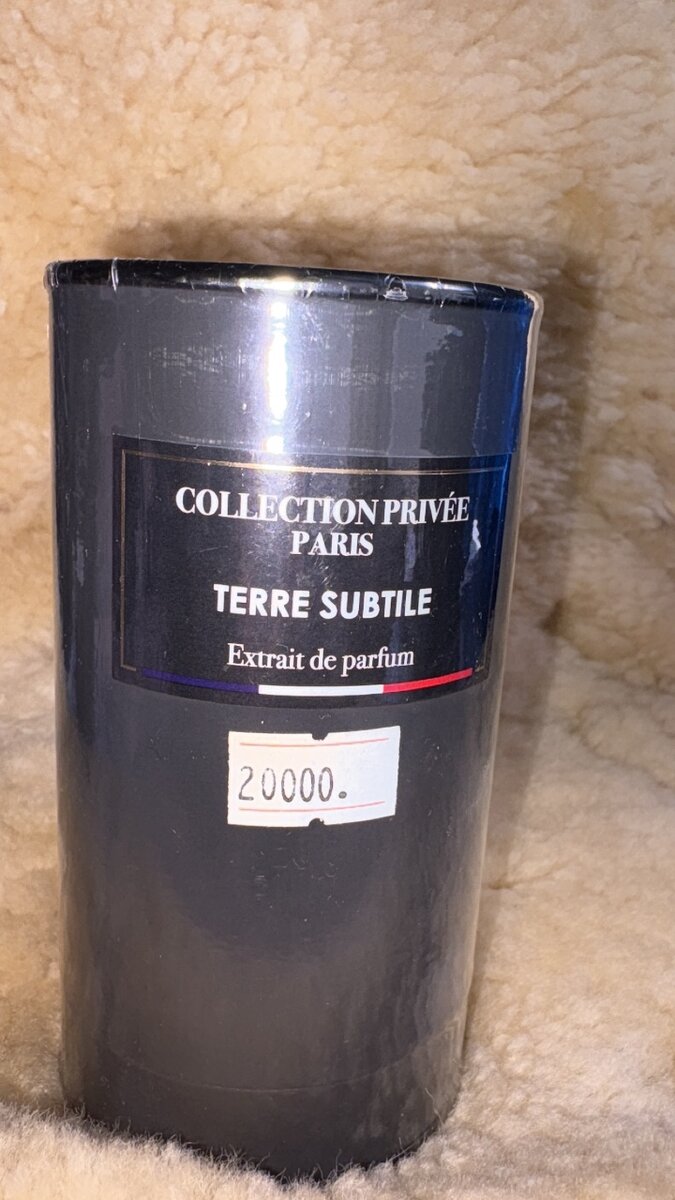 COLLECTION PRIVÉE
PARIS
TERRE SUBTILE
Extrait de parfum
20000.